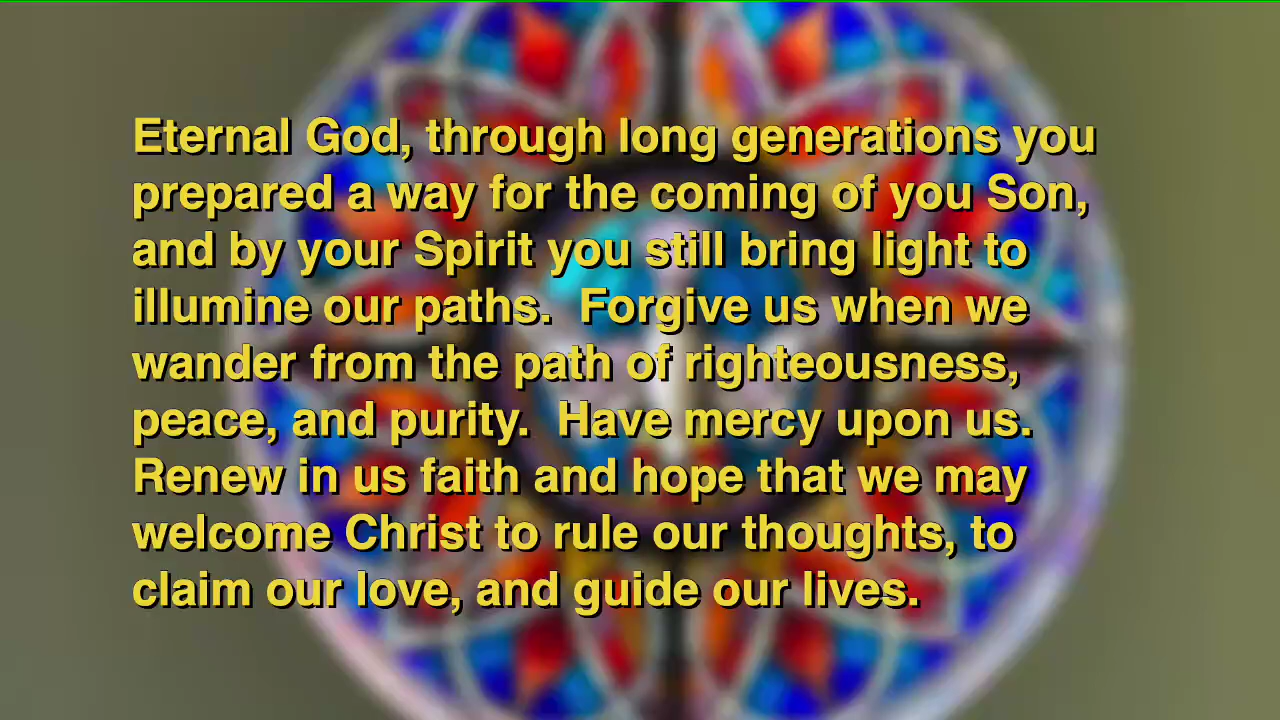 Eternal God, through long generations you
prepared a way for the coming of you Son,
and by your Spirit you still bring light to
illumine our paths.  Forgive us when we
wander from the path of righteousness,
peace, and purity.  Have mercy upon us.
Renew in us faith and hope that we may
welcome Christ to rule our thoughts, to
claim our love, and guide our lives.